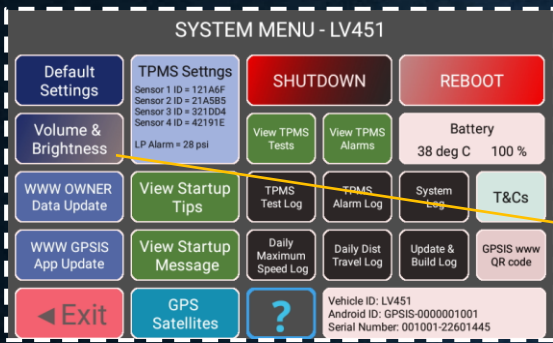 SYSTEM MENU - LV451
Default
Settings
TPMS Settngs
Sensor 1 ID = 121A6F
Sensor 2 ID = 21A5B5
Sensor 3 ID = 321DD4
Sensor 4 ID = 42191E
LP Alarm = 28 psi
SHUTDOWN
REBOOT
Volume &
Brightness
View TPMS
Tests
View TPMS
Alarms
Battery
38 deg C 100 %
WWW OWNER
Data Update
View Startup
Tips
TPMS
Test Log
TPMS
Alarm Log
System
Log
T&Cs
WWW GPSIS
App Update
View Startup
Message
Daily
Maximum
Speed Log
Daily Dist
Travel Log
Update &
Build Log
GPSIS www
QR code
◄Exit
GPS
Satellites
?
Vehicle ID: LV451
Android ID: GPSIS-0000001001
Serial Number: 001001-22601445